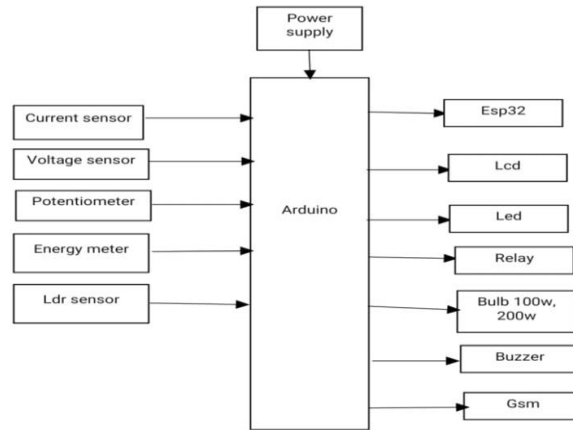 Power
supply
Current sensor
Voltage sensor
Potentiometer
Energy meter
Ldr sensor
Arduino
Esp32
Lcd
Led
Relay
Bulb 100w,
200w
Buzzer
Gsm